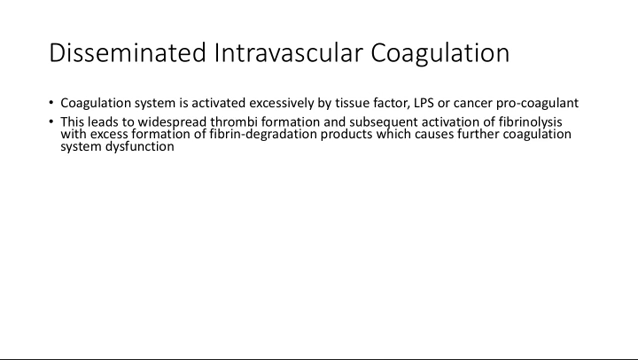 Disseminated Intravascular Coagulation
• Coagulation system is activated excessively by tissue factor, LPS or cancer pro-coagulant
• This leads to widespread thrombi formation and subsequent activation of fibrinolysis
with excess formation of fibrin-degradation products which causes further coagulation
system dysfunction